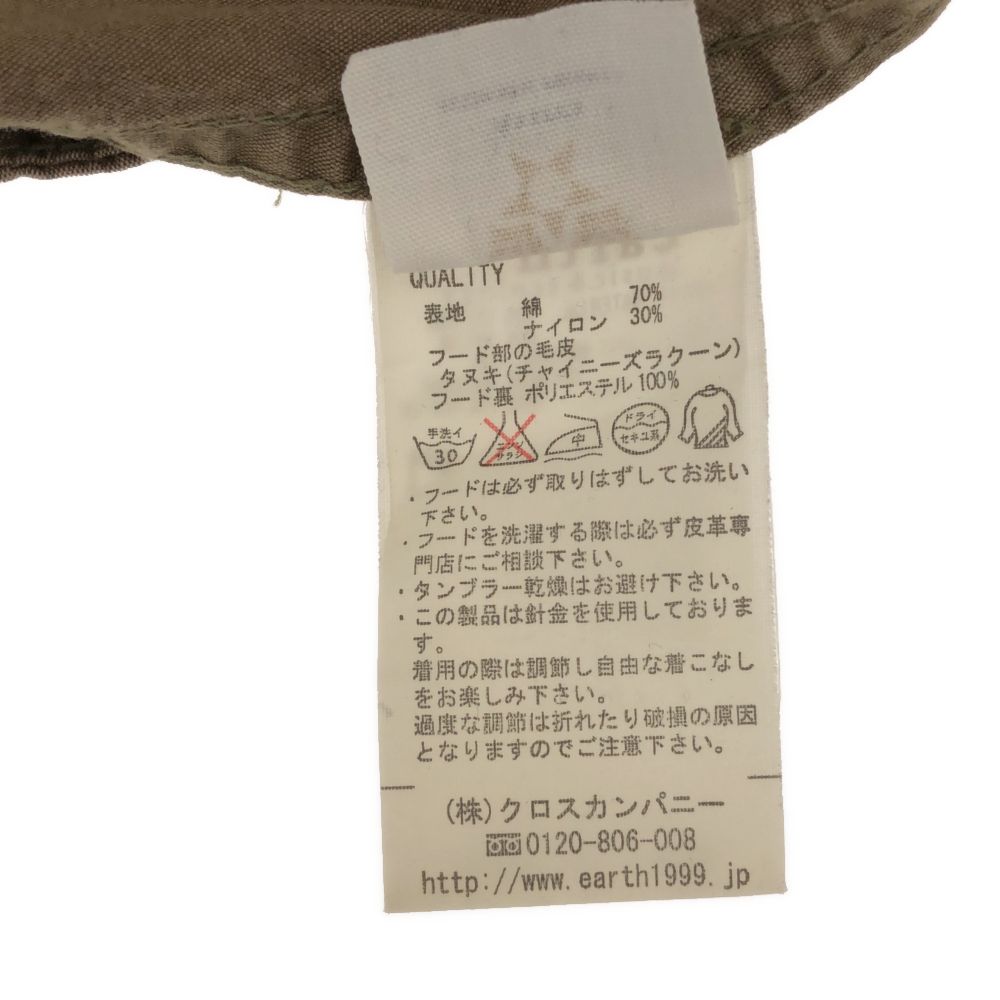 QUALITY
表地 綿 70%
ナイロン 30%
フード部の毛皮
タヌキ(チャイニーズラクーン)
フード裏 ポリエステル100%
手洗イ ドライ
30 エンソ 中 セキユ系
サラシ
・フードは必ず取りはずしてお洗い
下さい。
・フードを洗濯する際は必ず皮革専
門店にご相談下さい。
・タンブラー乾燥はお避け下さい。
・この製品は針金を使用しておりま
す。
着用の際は調節し自由な着こなし
をお楽しみ下さい。
過度な調節は折れたり破損の原因
となりますのでご注意下さい。
(株)クロスカンパニー
0120-806-008
http://www.earth1999.jp